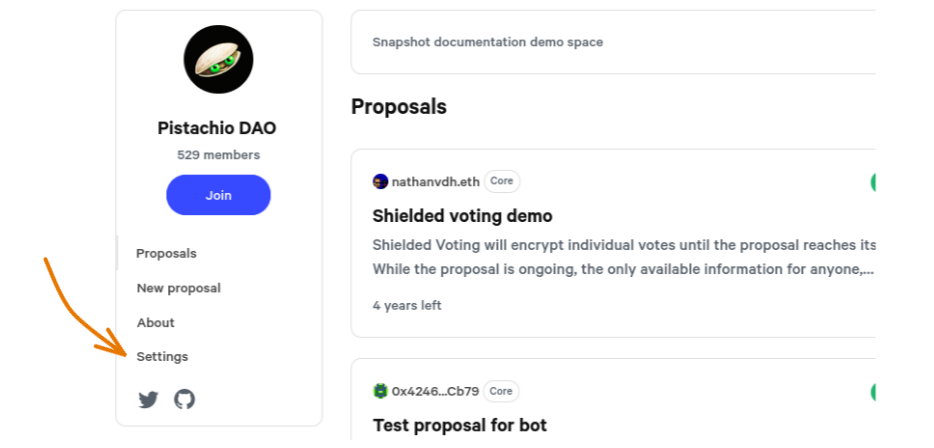 Pistachio DAO
529 members
Join
Proposals
New proposal
About
Settings
Snapshot documentation demo space
Proposals
nathanvdh.eth Core
Shielded voting demo
Shielded Voting will encrypt individual votes until the proposal reaches its
While the proposal is ongoing, the only available information for anyone,...
4 years left
0x4246...Cb79 Core
Test proposal for bot